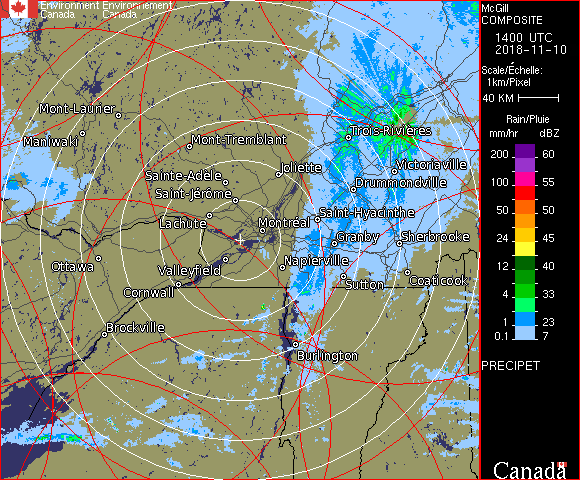 Environment Environnement
Canada Canada
McGill
COMPOSITE
1400 UTC
2018-11-10
Scale/Échelle:
1km/Pixel
40 KM
Rain/Pluie
mm/hr dBZ
200 60
100 55
50 50
24 45
12 40
4 33
1 23
0.1 7
PRECIPET
Canada
Mont-Laurier
Maniwaki
Mont-Tremblant
Trois-Rivières
Joliette
Victoriaville
Sainte-Adèle
Drummondville
Saint-Jérôme
Lachute
Saint-Hyacinthe
Montréal
Granby
Sherbrooke
Ottawa
Valleyfield
Napierville
Cornwall
Sutton
Coaticook
Brockville
Burlington